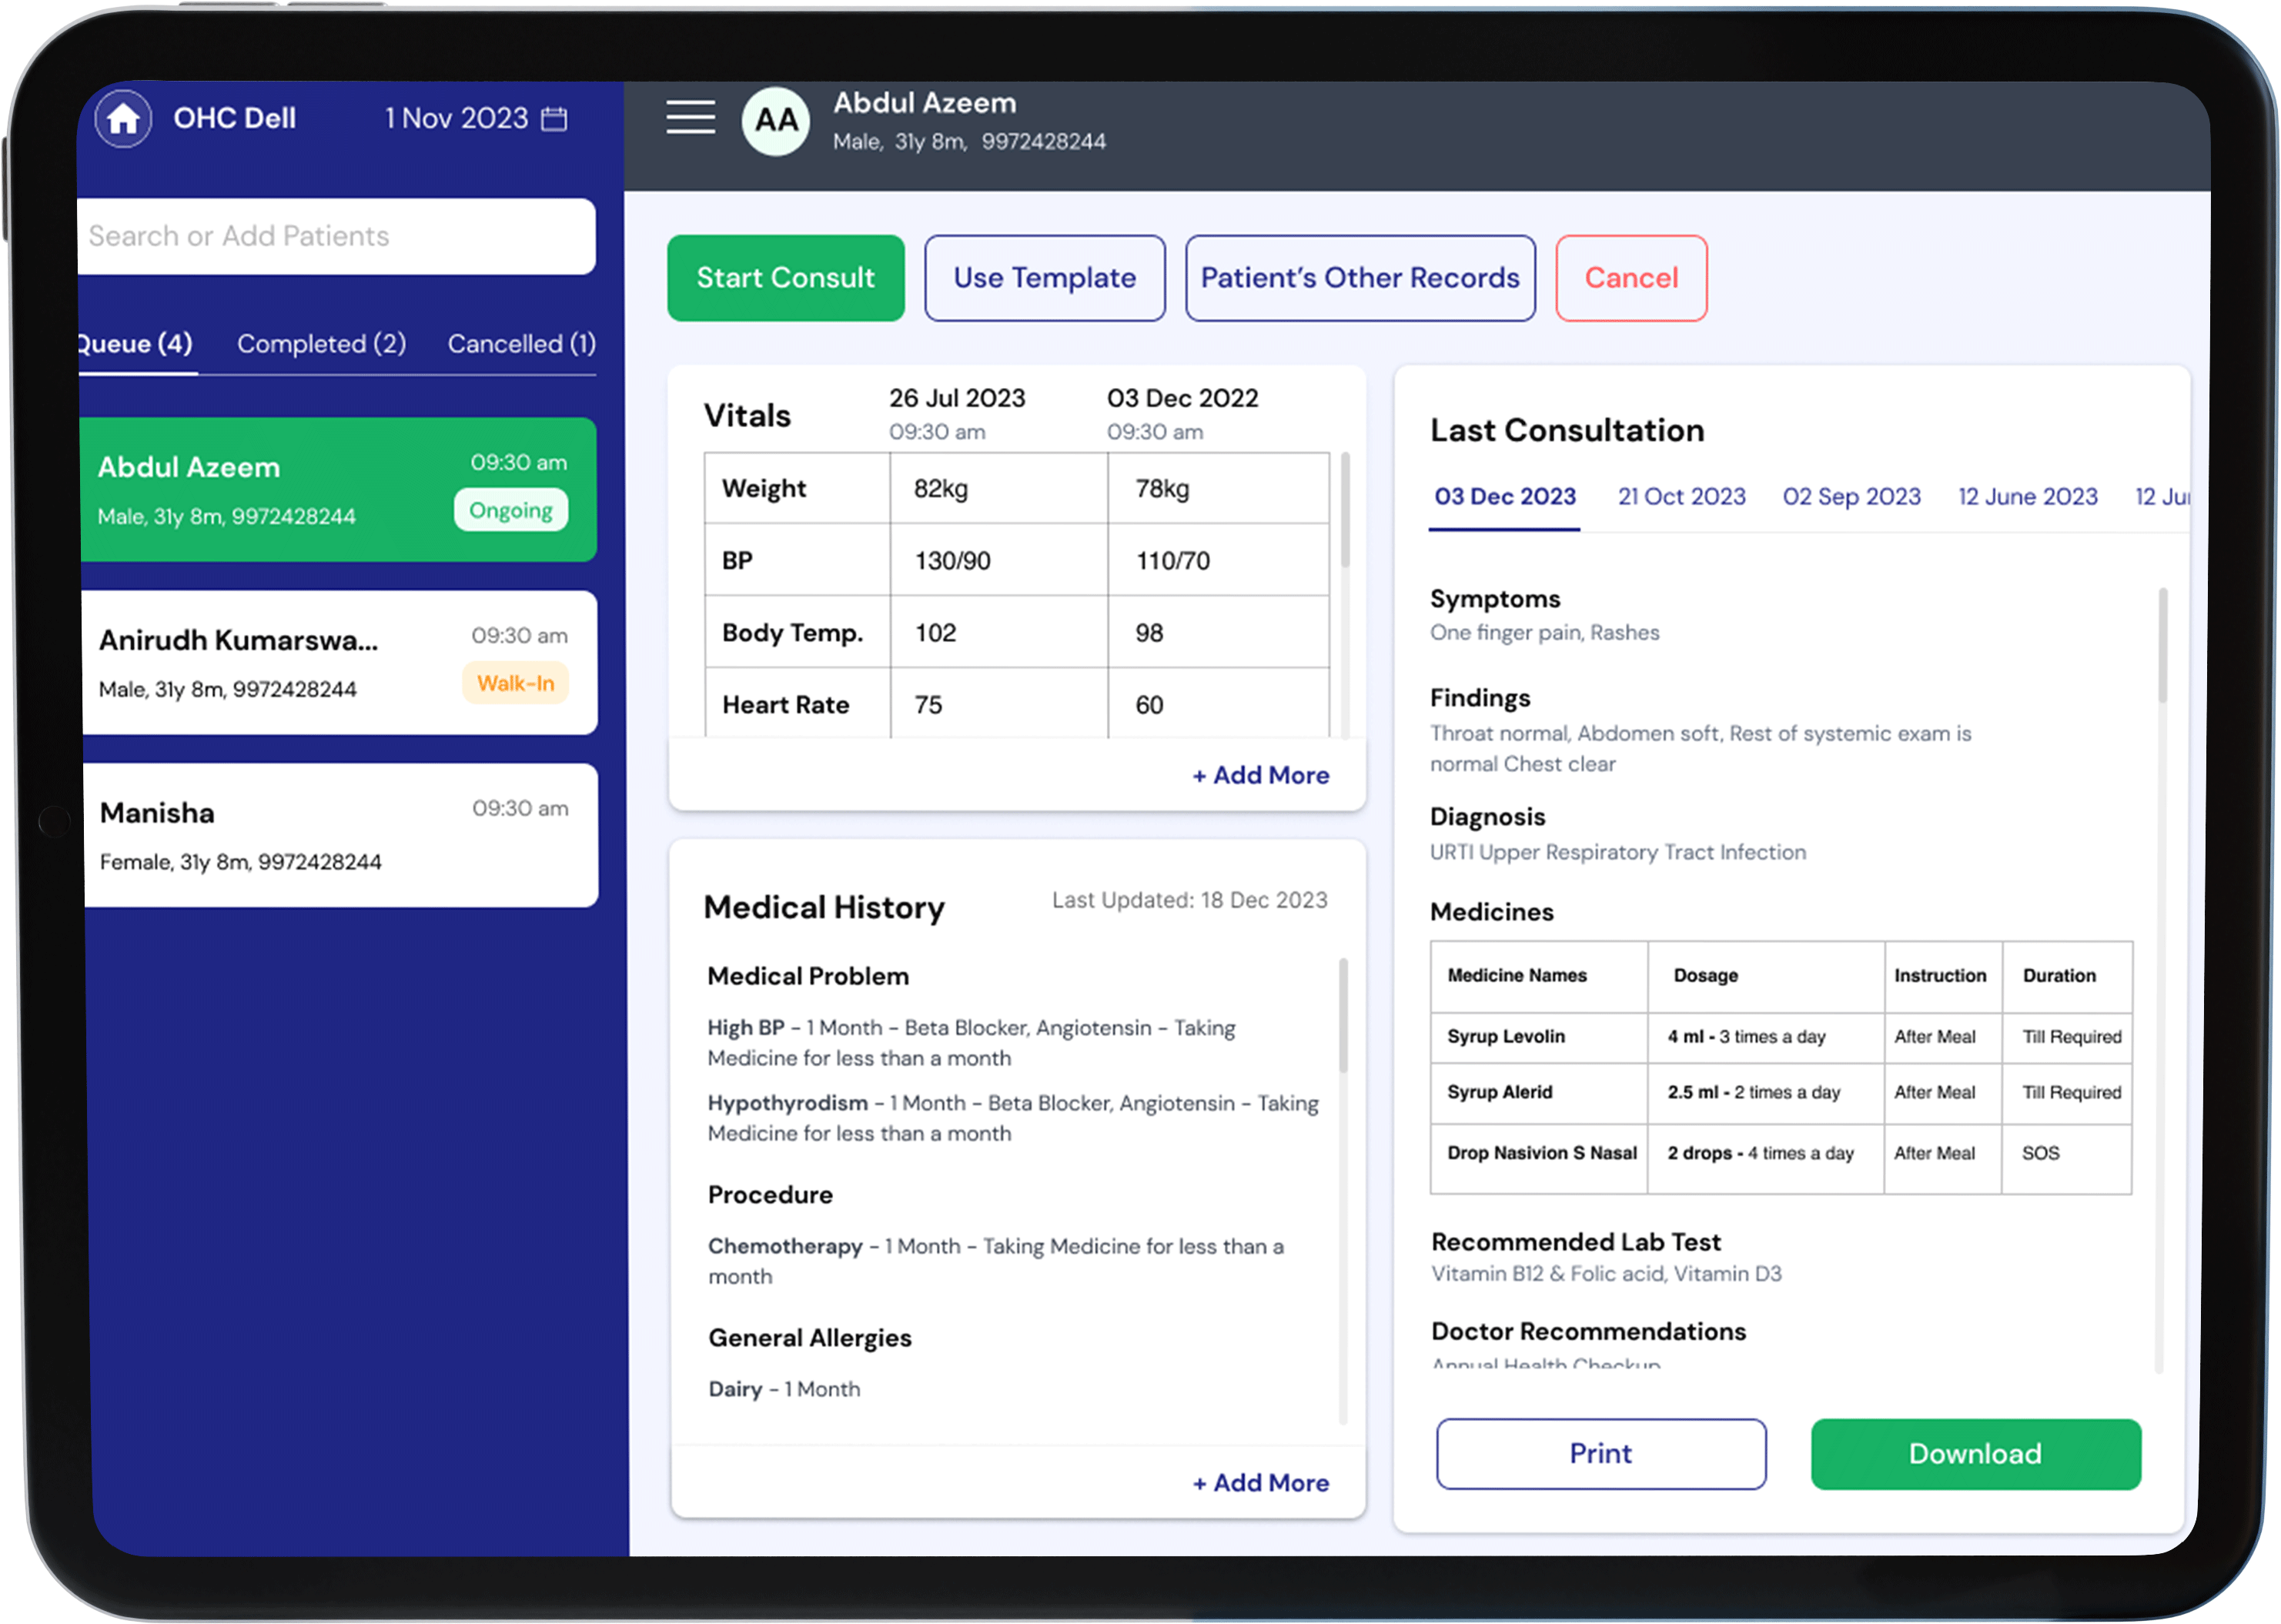 OHC Dell
1 Nov 2023
Search or Add Patients
Queue (4)
Completed (2)
Cancelled (1)
Abdul Azeem
09:30 am
Male, 31y 8m, 9972428244
Ongoing
Anirudh Kumarswa...
09:30 am
Male, 31y 8m, 9972428244
Walk-In
Manisha
09:30 am
Female, 31y 8m, 9972428244
AA
Abdul Azeem
Male, 31y 8m, 9972428244
Start Consult
Use Template
Patient's Other Records
Cancel
Vitals
26 Jul 2023
03 Dec 2022
09:30 am
09:30 am
Weight 82kg 78kg
BP 130/90 110/70
Body Temp. 102 98
Heart Rate 75 60
+ Add More
Medical History
Last Updated: 18 Dec 2023
Medical Problem
High BP - 1 Month - Beta Blocker, Angiotensin - Taking
Medicine for less than a month
Hypothyrodism - 1 Month - Beta Blocker, Angiotensin - Taking
Medicine for less than a month
Procedure
Chemotherapy - 1 Month - Taking Medicine for less than a
month
General Allergies
Dairy - 1 Month
+ Add More
Last Consultation
03 Dec 2023 21 Oct 2023 02 Sep 2023 12 June 2023 12
Symptoms
One finger pain, Rashes
Findings
Throat normal, Abdomen soft, Rest of systemic exam is
normal Chest clear
Diagnosis
URTI Upper Respiratory Tract Infection
Medicines
Medicine Names Dosage Instruction Duration
Syrup Levolin 4 ml - 3 times a day After Meal Till Required
Syrup Alerid 2.5 ml - 2 times a day After Meal Till Required
Drop Nasivion S Nasal 2 drops - 4 times a day After Meal SOS
Recommended Lab Test
Vitamin B12 & Folic acid, Vitamin D3
Doctor Recommendations
Annual Health Checkup
Print
Download